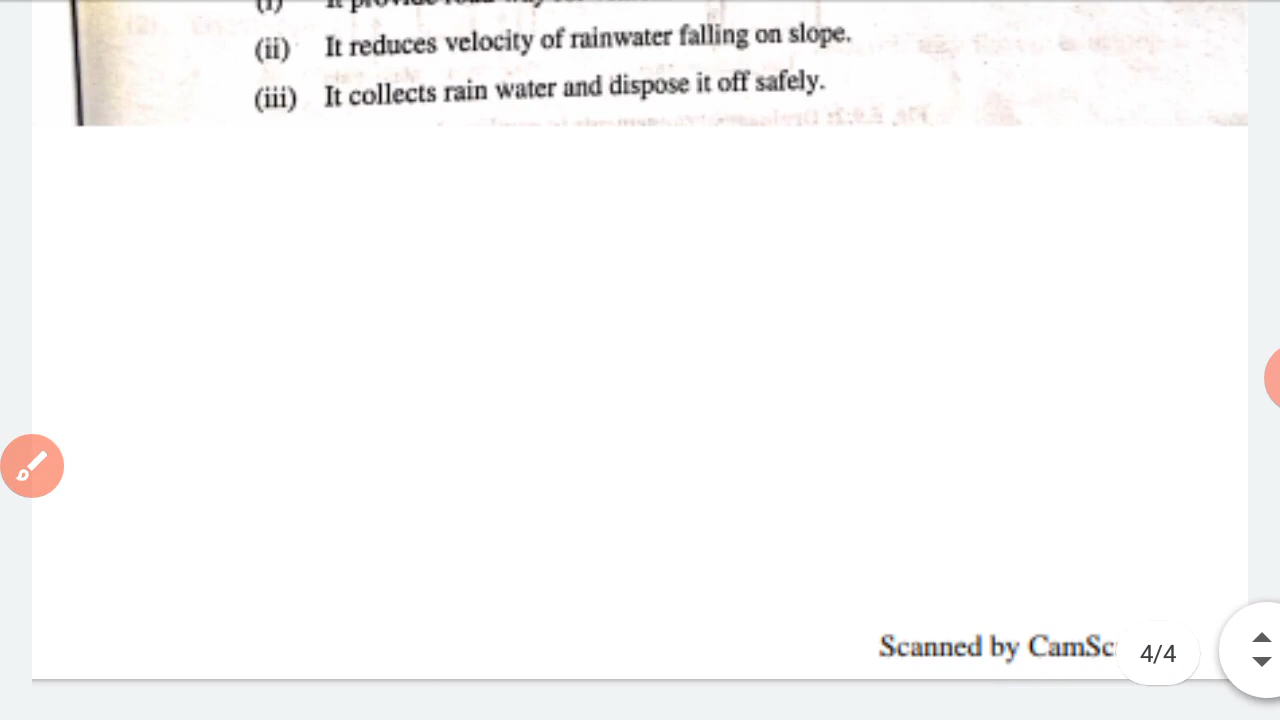 (ii) It reduces velocity of rainwater falling on slope.
(iii) It collects rain water and dispose it off safely.
Scanned by
4/4